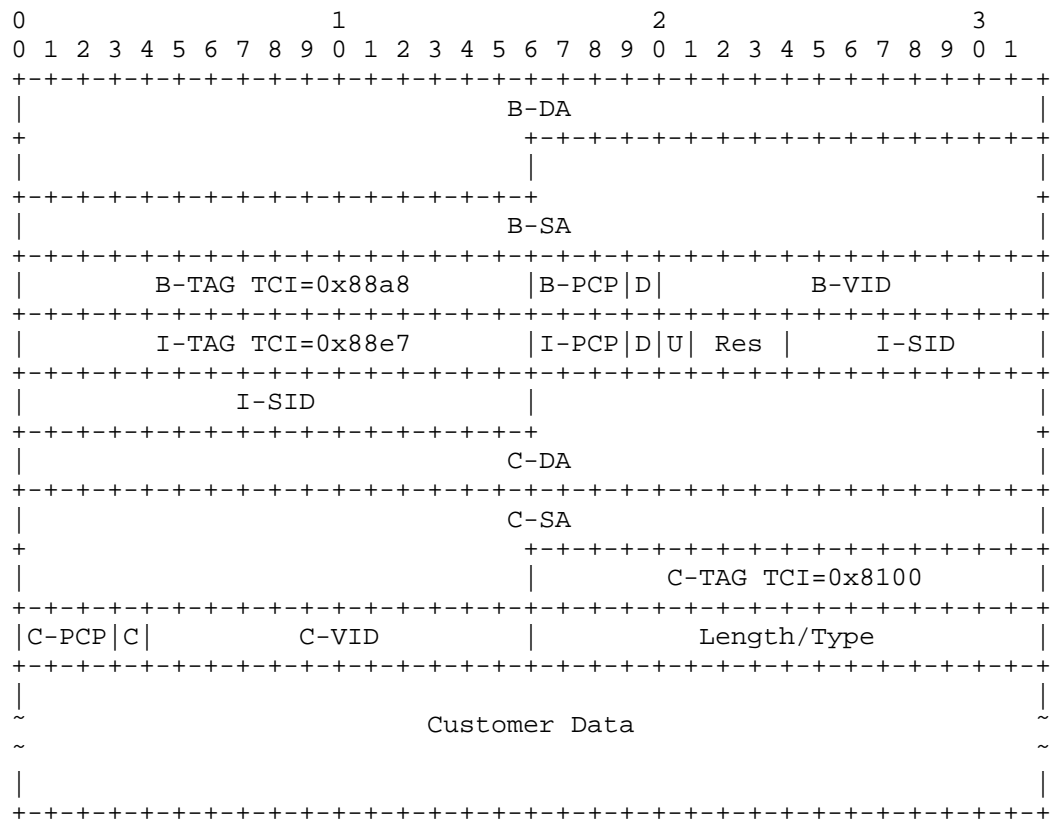 0                   1                   2                   3
0 1 2 3 4 5 6 7 8 9 0 1 2 3 4 5 6 7 8 9 0 1 2 3 4 5 6 7 8 9 0 1
+-+-+-+-+-+-+-+-+-+-+-+-+-+-+-+-+-+-+-+-+-+-+-+-+-+-+-+-+-+-+-+-+
|                              B-DA                             |
+                               +-+-+-+-+-+-+-+-+-+-+-+-+-+-+-+-+
|                               |                               |
+-+-+-+-+-+-+-+-+-+-+-+-+-+-+-+-+                               +
|                              B-SA                             |
+-+-+-+-+-+-+-+-+-+-+-+-+-+-+-+-+-+-+-+-+-+-+-+-+-+-+-+-+-+-+-+-+
|        B-TAG TCI=0x88a8       |B-PCP|D|         B-VID         |
+-+-+-+-+-+-+-+-+-+-+-+-+-+-+-+-+-+-+-+-+-+-+-+-+-+-+-+-+-+-+-+-+
|        I-TAG TCI=0x88e7       |I-PCP|D|U| Res |     I-SID     |
+-+-+-+-+-+-+-+-+-+-+-+-+-+-+-+-+-+-+-+-+-+-+-+-+-+-+-+-+-+-+-+-+
|             I-SID             |                               |
+-+-+-+-+-+-+-+-+-+-+-+-+-+-+-+-+                               +
|                              C-DA                             |
+-+-+-+-+-+-+-+-+-+-+-+-+-+-+-+-+-+-+-+-+-+-+-+-+-+-+-+-+-+-+-+-+
|                              C-SA                             |
+                               +-+-+-+-+-+-+-+-+-+-+-+-+-+-+-+-+
|                               |        C-TAG TCI=0x8100       |
+-+-+-+-+-+-+-+-+-+-+-+-+-+-+-+-+-+-+-+-+-+-+-+-+-+-+-+-+-+-+-+-+
|C-PCP|C|         C-VID         |          Length/Type          |
+-+-+-+-+-+-+-+-+-+-+-+-+-+-+-+-+-+-+-+-+-+-+-+-+-+-+-+-+-+-+-+-+
|                                                               |
~                         Customer Data                         ~
~                                                               ~
|                                                               |
+-+-+-+-+-+-+-+-+-+-+-+-+-+-+-+-+-+-+-+-+-+-+-+-+-+-+-+-+-+-+-+-+